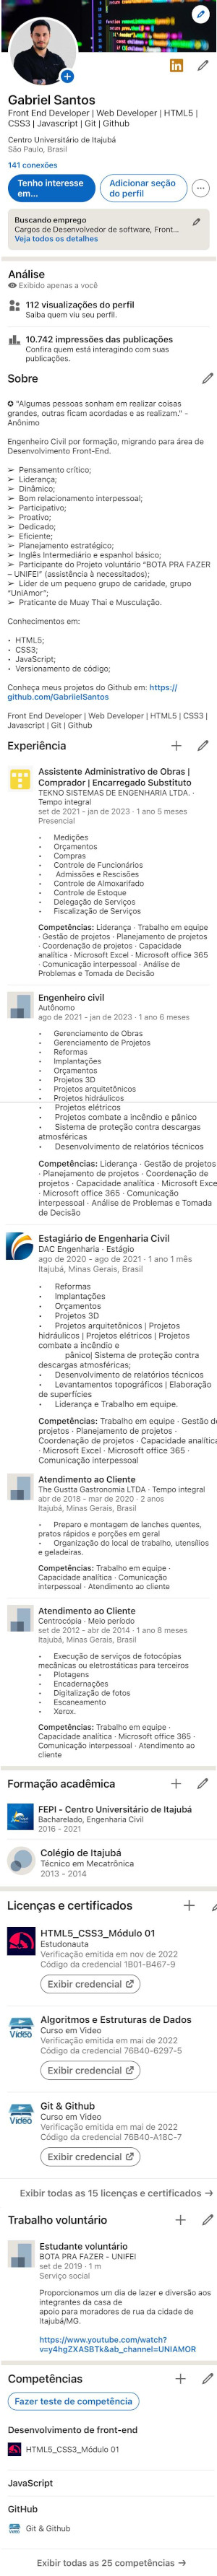 Gabriel Santos
Front End Developer | Web Developer | HTML5 |
CSS3 | Javascript | Git | Github
Centro Universitário de Itajubá
São Paulo, Brasil
141 conexões
Tenho interesse
em...
Adicionar seção
do perfil
Buscando emprego
Cargos de Desenvolvedor de software, Front...
Veja todos os detalhes
Análise
Exibido apenas a você
112 visualizações do perfil
Saiba quem viu seu perfil.
10.742 impressões das publicações
Confira quem está interagindo com suas
publicações.
Sobre
✪ "Algumas pessoas sonham em realizar coisas
grandes, outras ficam acordadas e as realizam." -
Anônimo
Engenheiro Civil por formação, migrando para área de
Desenvolvimento Front-End.
➢ Pensamento crítico;
➢ Liderança;
➢ Dinâmico;
➢ Bom relacionamento interpessoal;
➢ Participativo;
➢ Proativo;
➢ Dedicado;
➢ Eficiente;
➢ Planejamento estratégico;
➢ Inglês Intermediário e espanhol básico;
➢ Participante do Projeto voluntário "BOTA PRA FAZER
– UNIFEI" (assistência à necessitados);
➢ Líder de um pequeno grupo de caridade, grupo
"UniAmor";
➢ Praticante de Muay Thai e Musculação.
Conhecimentos em:
• HTML5;
• CSS3;
• JavaScript;
• Versionamento de código;
Conheça meus projetos do Github em: https://
github.com/GabrielSantos
Front End Developer | Web Developer | HTML5 | CSS3 |
Javascript | Git | Github
Experiência
Assistente Administrativo de Obras |
Comprador | Encarregado Substituto
TEKNO SISTEMAS DE ENGENHARIA LTDA. ·
Tempo integral
set de 2021 - jan de 2023 · 1 ano 5 meses
Presencial
• Medições
• Orçamentos
• Compras
• Controle de Funcionários
• Admissões e Rescisões
• Controle de Almoxarifado
• Controle de Estoque
• Delegação de Serviços
• Fiscalização de Serviços
Competências: Liderança · Trabalho em equipe
· Gestão de projetos · Planejamento de projetos
· Coordenação de projetos · Capacidade
analítica · Microsoft Excel · Microsoft office 365
· Comunicação interpessoal · Análise de
Problemas e Tomada de Decisão
Engenheiro civil
Autônomo
ago de 2021 - jan de 2023 · 1 ano 6 meses
• Gerenciamento de Obras
• Gerenciamento de Projetos
• Reformas
• Implantações
• Orçamentos
• Projetos 3D
• Projetos arquitetônicos
• Projetos hidráulicos
• Projetos elétricos
• Projetos combate a incêndio e pânico
• Sistema de proteção contra descargas
atmosféricas
• Desenvolvimento de relatórios técnicos
Competências: Liderança · Gestão de projetos
· Planejamento de projetos · Coordenação de
projetos · Capacidade analítica · Microsoft Exce
· Microsoft office 365 · Comunicação
interpessoal · Análise de Problemas e Tomada
de Decisão
Estagiário de Engenharia Civil
DAC Engenharia · Estágio
ago de 2020 - ago de 2021 · 1 ano 1 mês
Itajubá, Minas Gerais, Brasil
• Reformas
• Implantações
• Orçamentos
• Projetos 3D
• Projetos arquitetônicos | Projetos
hidráulicos | Projetos elétricos | Projetos
combate a incêndio e
pânico| Sistema de proteção contra
descargas atmosféricas;
• Desenvolvimento de relatórios técnicos
• Levantamentos topográficos | Elaboração
de superfícies
• Liderança e Trabalho em equipe.
Competências: Trabalho em equipe · Gestão de
projetos · Planejamento de projetos ·
Coordenação de projetos · Capacidade analítica
· Microsoft Excel · Microsoft office 365 ·
Comunicação interpessoal
Atendimento ao Cliente
The Gustta Gastronomia LTDA · Tempo integral
abr de 2018 - mar de 2020 · 2 anos
Itajubá, Minas Gerais, Brasil
• Preparo e montagem de lanches quentes,
pratos rápidos e porções em geral
• Organização do local de trabalho, utensílios
e geladeiras.
Competências: Trabalho em equipe ·
Capacidade analítica · Comunicação
interpessoal · Atendimento ao cliente
Atendimento ao Cliente
Centrocópia · Meio período
set de 2012 - abr de 2014 · 1 ano 8 meses
Itajubá, Minas Gerais, Brasil
• Execução de serviços de fotocópias
mecânicas ou eletrostáticas para terceiros
• Plotagens
• Encadernações
• Digitalização de fotos
• Escaneamento
• Xerox.
Competências: Trabalho em equipe ·
Capacidade analítica · Microsoft office 365 ·
Comunicação interpessoal · Atendimento ao
cliente
Formação acadêmica
FEPI - Centro Universitário de Itajubá
Bacharelado, Engenharia Civil
2016 - 2021
Colégio de Itajubá
Técnico em Mecatrônica
2013 - 2014
Licenças e certificados
HTML5_CSS3_Módulo 01
Estudonauta
Verificação emitida em nov de 2022
Código da credencial 1B01-B467-9
Exibir credencial
Algoritmos e Estruturas de Dados
Curso em Video
Verificação emitida em mai de 2022
Código da credencial 76B40-6297-5
Exibir credencial
Git & Github
Curso em Video
Verificação emitida em mai de 2022
Código da credencial 76B40-A18C-7
Exibir credencial
Exibir todas as 15 licenças e certificados →
Trabalho voluntário
Estudante voluntário
BOTA PRA FAZER - UNIFEI
set de 2019 · 1 m
Serviço social
Proporcionamos um dia de lazer e diversão aos
integrantes da casa de
apoio para moradores de rua da cidade de
Itajubá/MG.
https://www.youtube.com/watch?
v=y4hgZXASBTk&ab_channel=UNIAMOR
Competências
Fazer teste de competência
Desenvolvimento de front-end
HTML5_CSS3_Módulo 01
JavaScript
GitHub
Git & Github
Exibir todas as 25 competências →